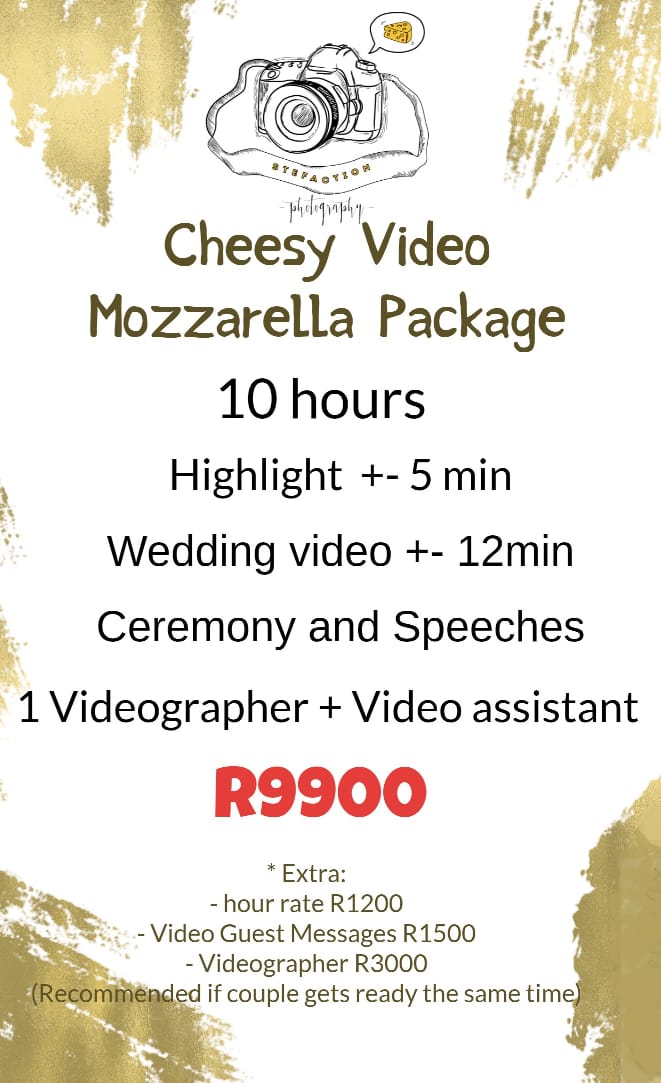 STEFACTION
-photography-
Cheesy Video
Mozzarella Package
10 hours
Highlight +- 5 min
Wedding video +- 12min
Ceremony and Speeches
1 Videographer + Video assistant
R9900
* Extra:
- hour rate R1200
- Video Guest Messages R1500
- Videographer R3000
(Recommended if couple gets ready the same time)